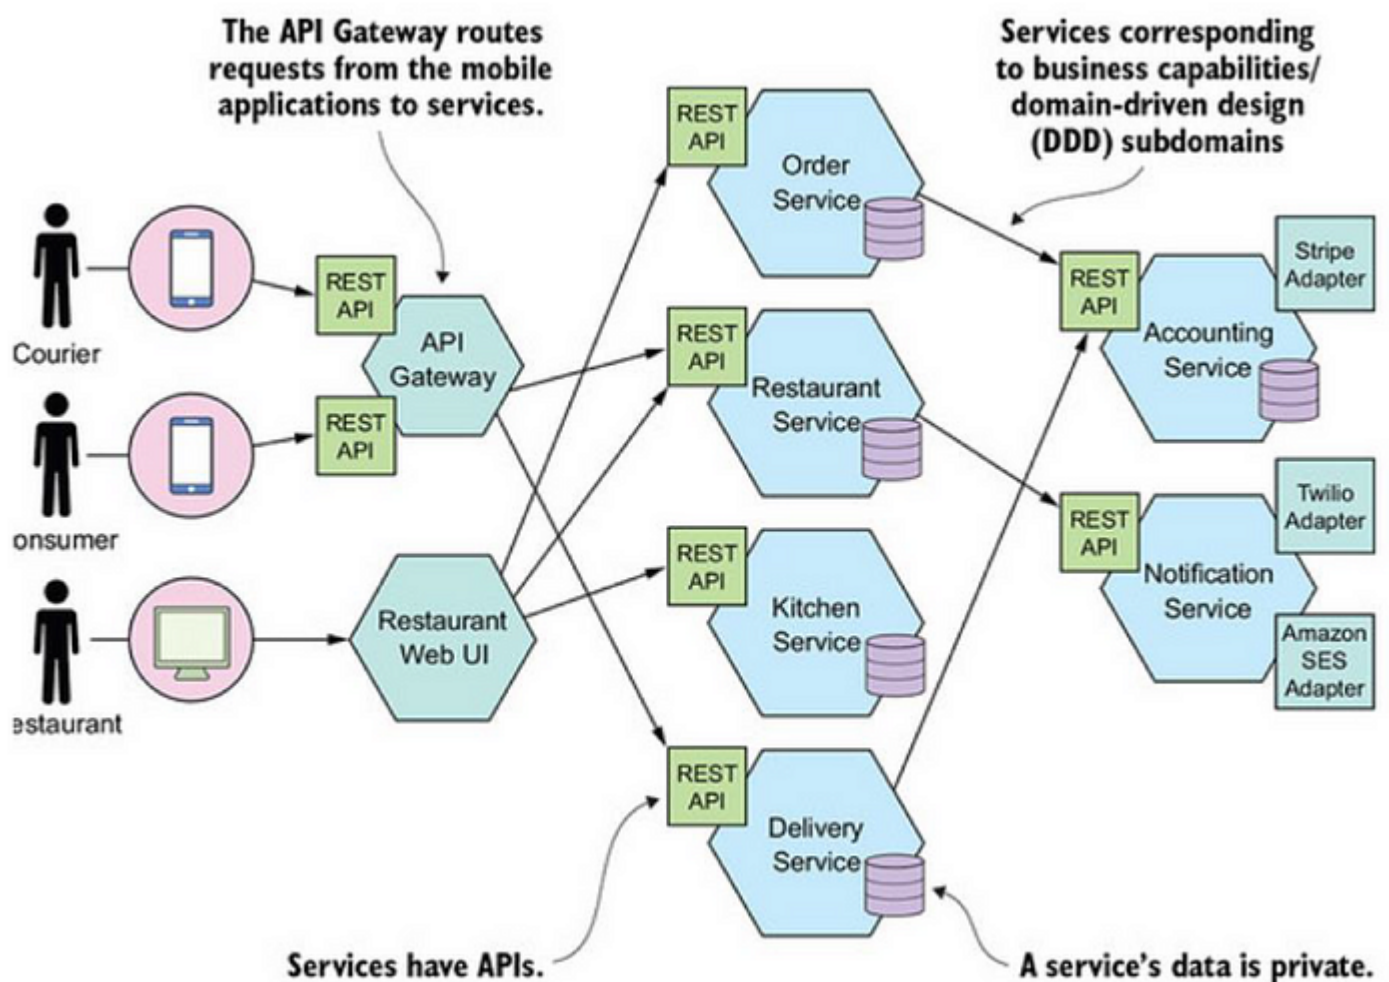 The API Gateway routes
requests from the mobile
applications to services.
Services corresponding
to business capabilities/
domain-driven design
(DDD) subdomains
REST
API
Order
Service
Stripe
Adapter
REST
API
Accounting
Service
REST
API
API
Gateway
Courier
REST
API
Restaurant
Service
REST
API
onsumer
Twilio
Adapter
REST
API
Notification
Service
REST
API
Kitchen
Service
Restaurant
Web UI
Amazon
SES
Adapter
estaurant
REST
API
Delivery
Service
Services have APIs.
A service's data is private.